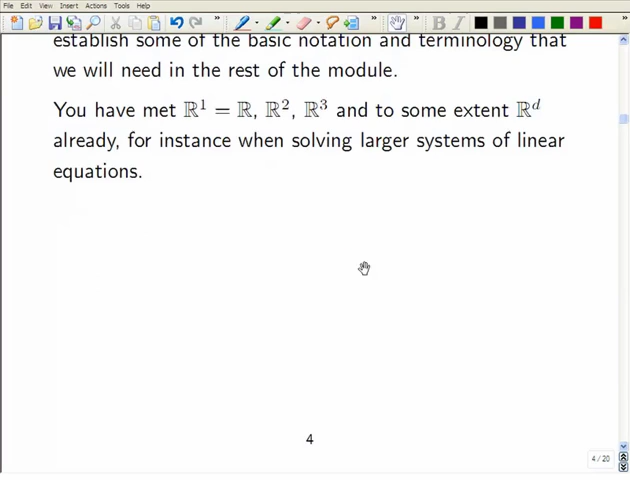 File Edit View Insert Actions Tools Help
B I
establish some of the basic notation and terminology that
we will need in the rest of the module.
You have met ℝ¹ = ℝ, ℝ², ℝ³ and to some extent ℝᵈ
already, for instance when solving larger systems of linear
equations.
4
4 / 20